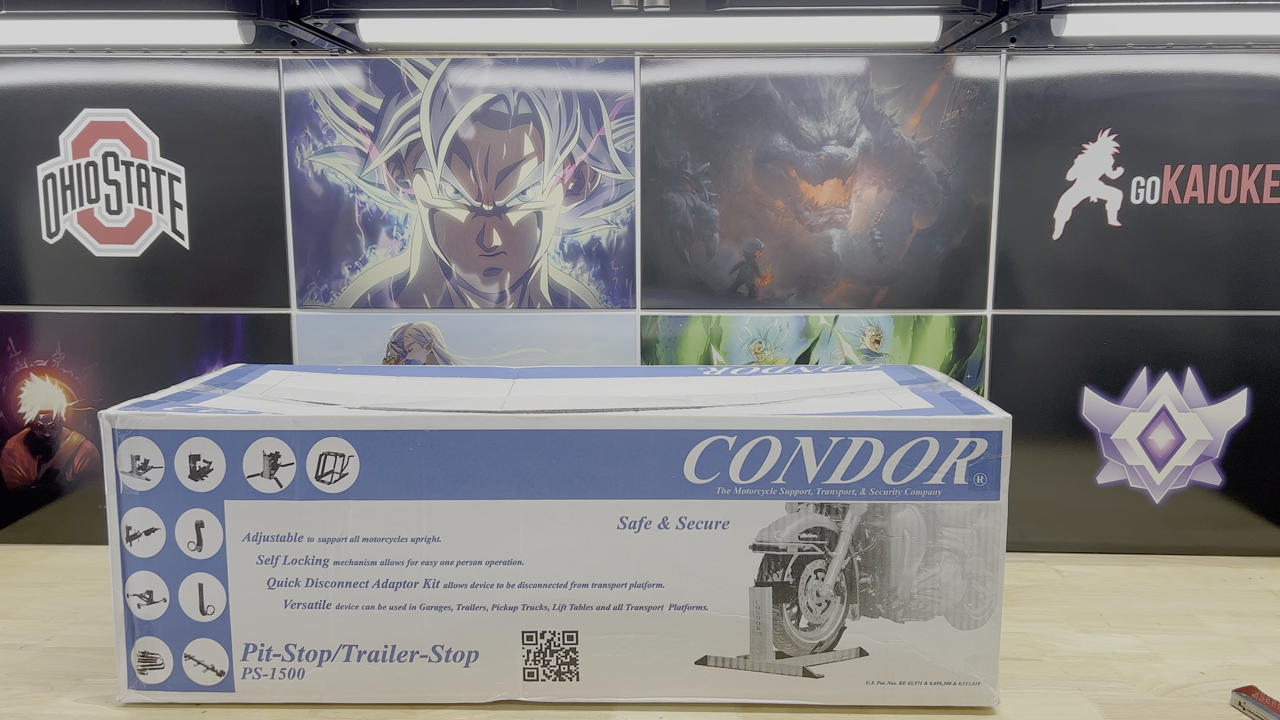 OHIO STATE
GO KAIOKE
CONDOR
CONDOR®
The Motorcycle Support, Transport, & Security Company
Safe & Secure
Adjustable to support all motorcycles upright.
Self Locking mechanism allows for easy one person operation.
Quick Disconnect Adaptor Kit allows device to be disconnected from transport platform.
Versatile device can be used in Garages, Trailers, Pickup Trucks, Lift Tables and all Transport Platforms.
CONDOR
Pit-Stop/Trailer-Stop
PS-1500